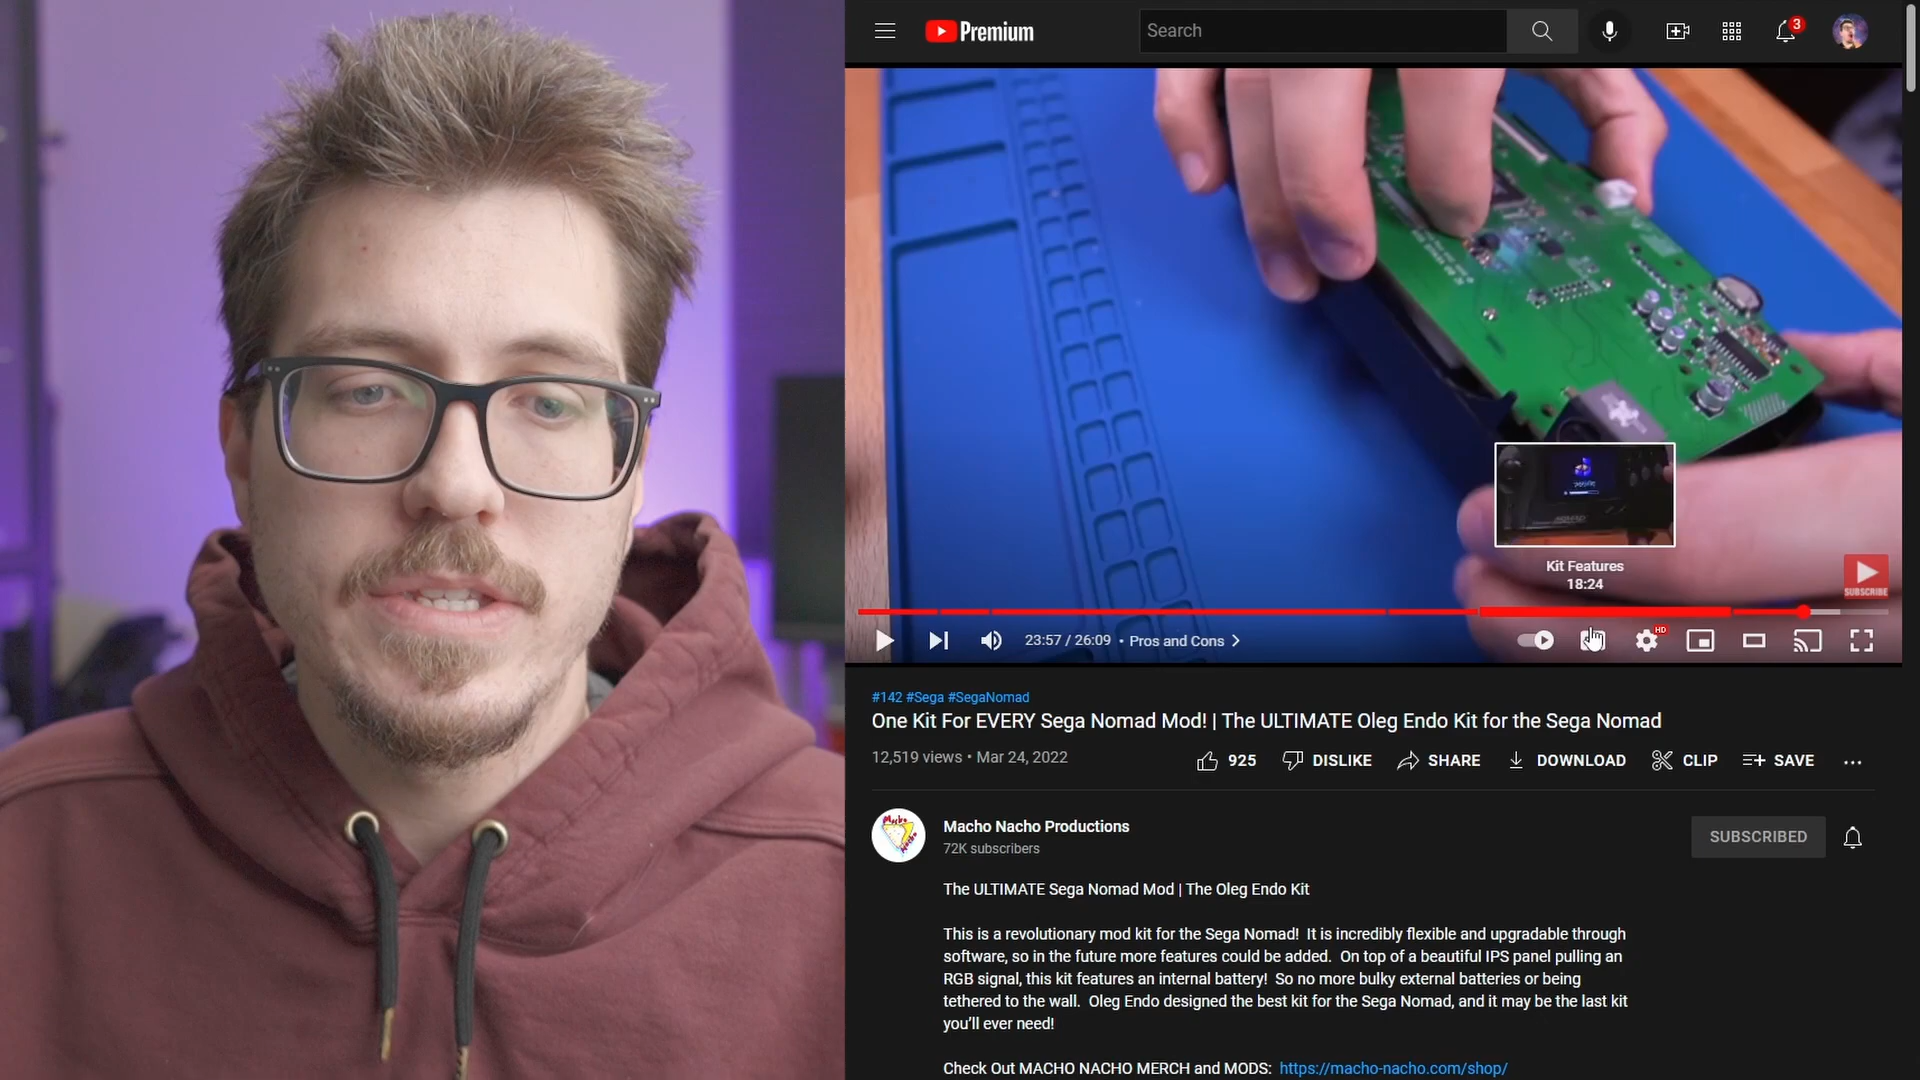 Premium
Search
3
Kit Features
18:24
SUBSCRIBE
23:57 / 26:09 • Pros and Cons
HD
#142 #Sega #SegaNomad
One Kit For EVERY Sega Nomad Mod! | The ULTIMATE Oleg Endo Kit for the Sega Nomad
12,519 views • Mar 24, 2022
925 DISLIKE SHARE DOWNLOAD CLIP SAVE
Macho Nacho
Macho Nacho Productions
72K subscribers
SUBSCRIBED
The ULTIMATE Sega Nomad Mod | The Oleg Endo Kit
This is a revolutionary mod kit for the Sega Nomad! It is incredibly flexible and upgradable through
software, so in the future more features could be added. On top of a beautiful IPS panel pulling an
RGB signal, this kit features an internal battery! So no more bulky external batteries or being
tethered to the wall. Oleg Endo designed the best kit for the Sega Nomad, and it may be the last kit
you'll ever need!
Check Out MACHO NACHO MERCH and MODS: https://macho-nacho.com/shop/